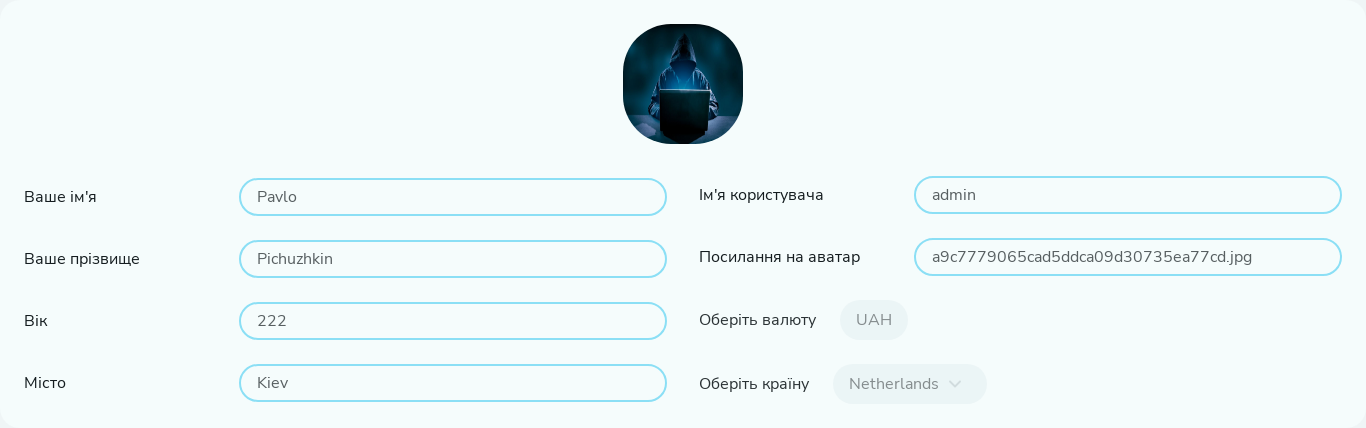 Ваше ім'я
Pavlo
Ваше прізвище
Pichuzhkin
Вік
222
Місто
Kiev
Ім'я користувача
admin
Посилання на аватар
a9c7779065cad5ddca09d30735ea77cd.jpg
Оберіть валюту
UAH
Оберіть країну
Netherlands